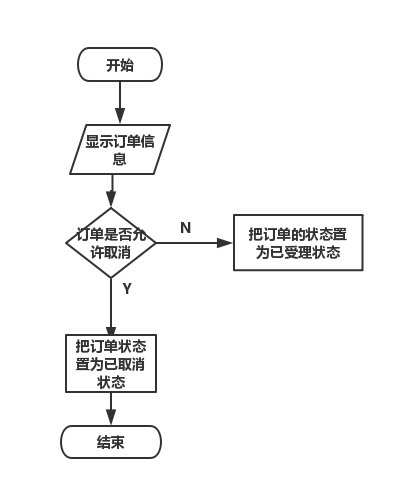 开始
显示订单信
息
订单是否允
许取消
N
把订单的状态置
为已受理状态
Y
把订单状态
置为已取消
状态
结束